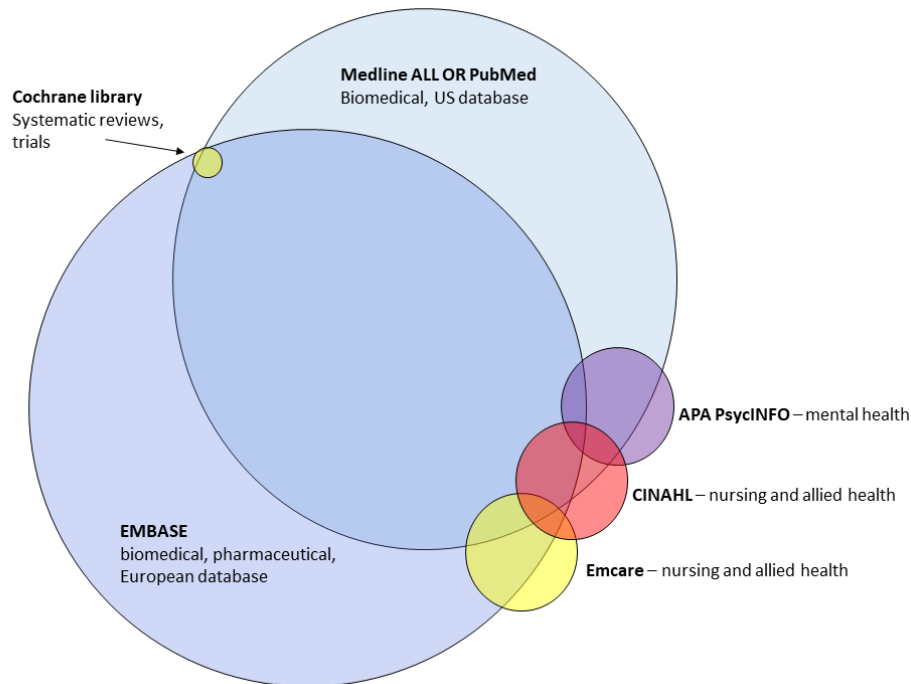 Medline ALL OR PubMed
Biomedical, US database
Cochrane library
Systematic reviews,
trials
APA PsycINFO – mental health
CINAHL – nursing and allied health
EMBASE
biomedical, pharmaceutical,
European database
Emcare – nursing and allied health